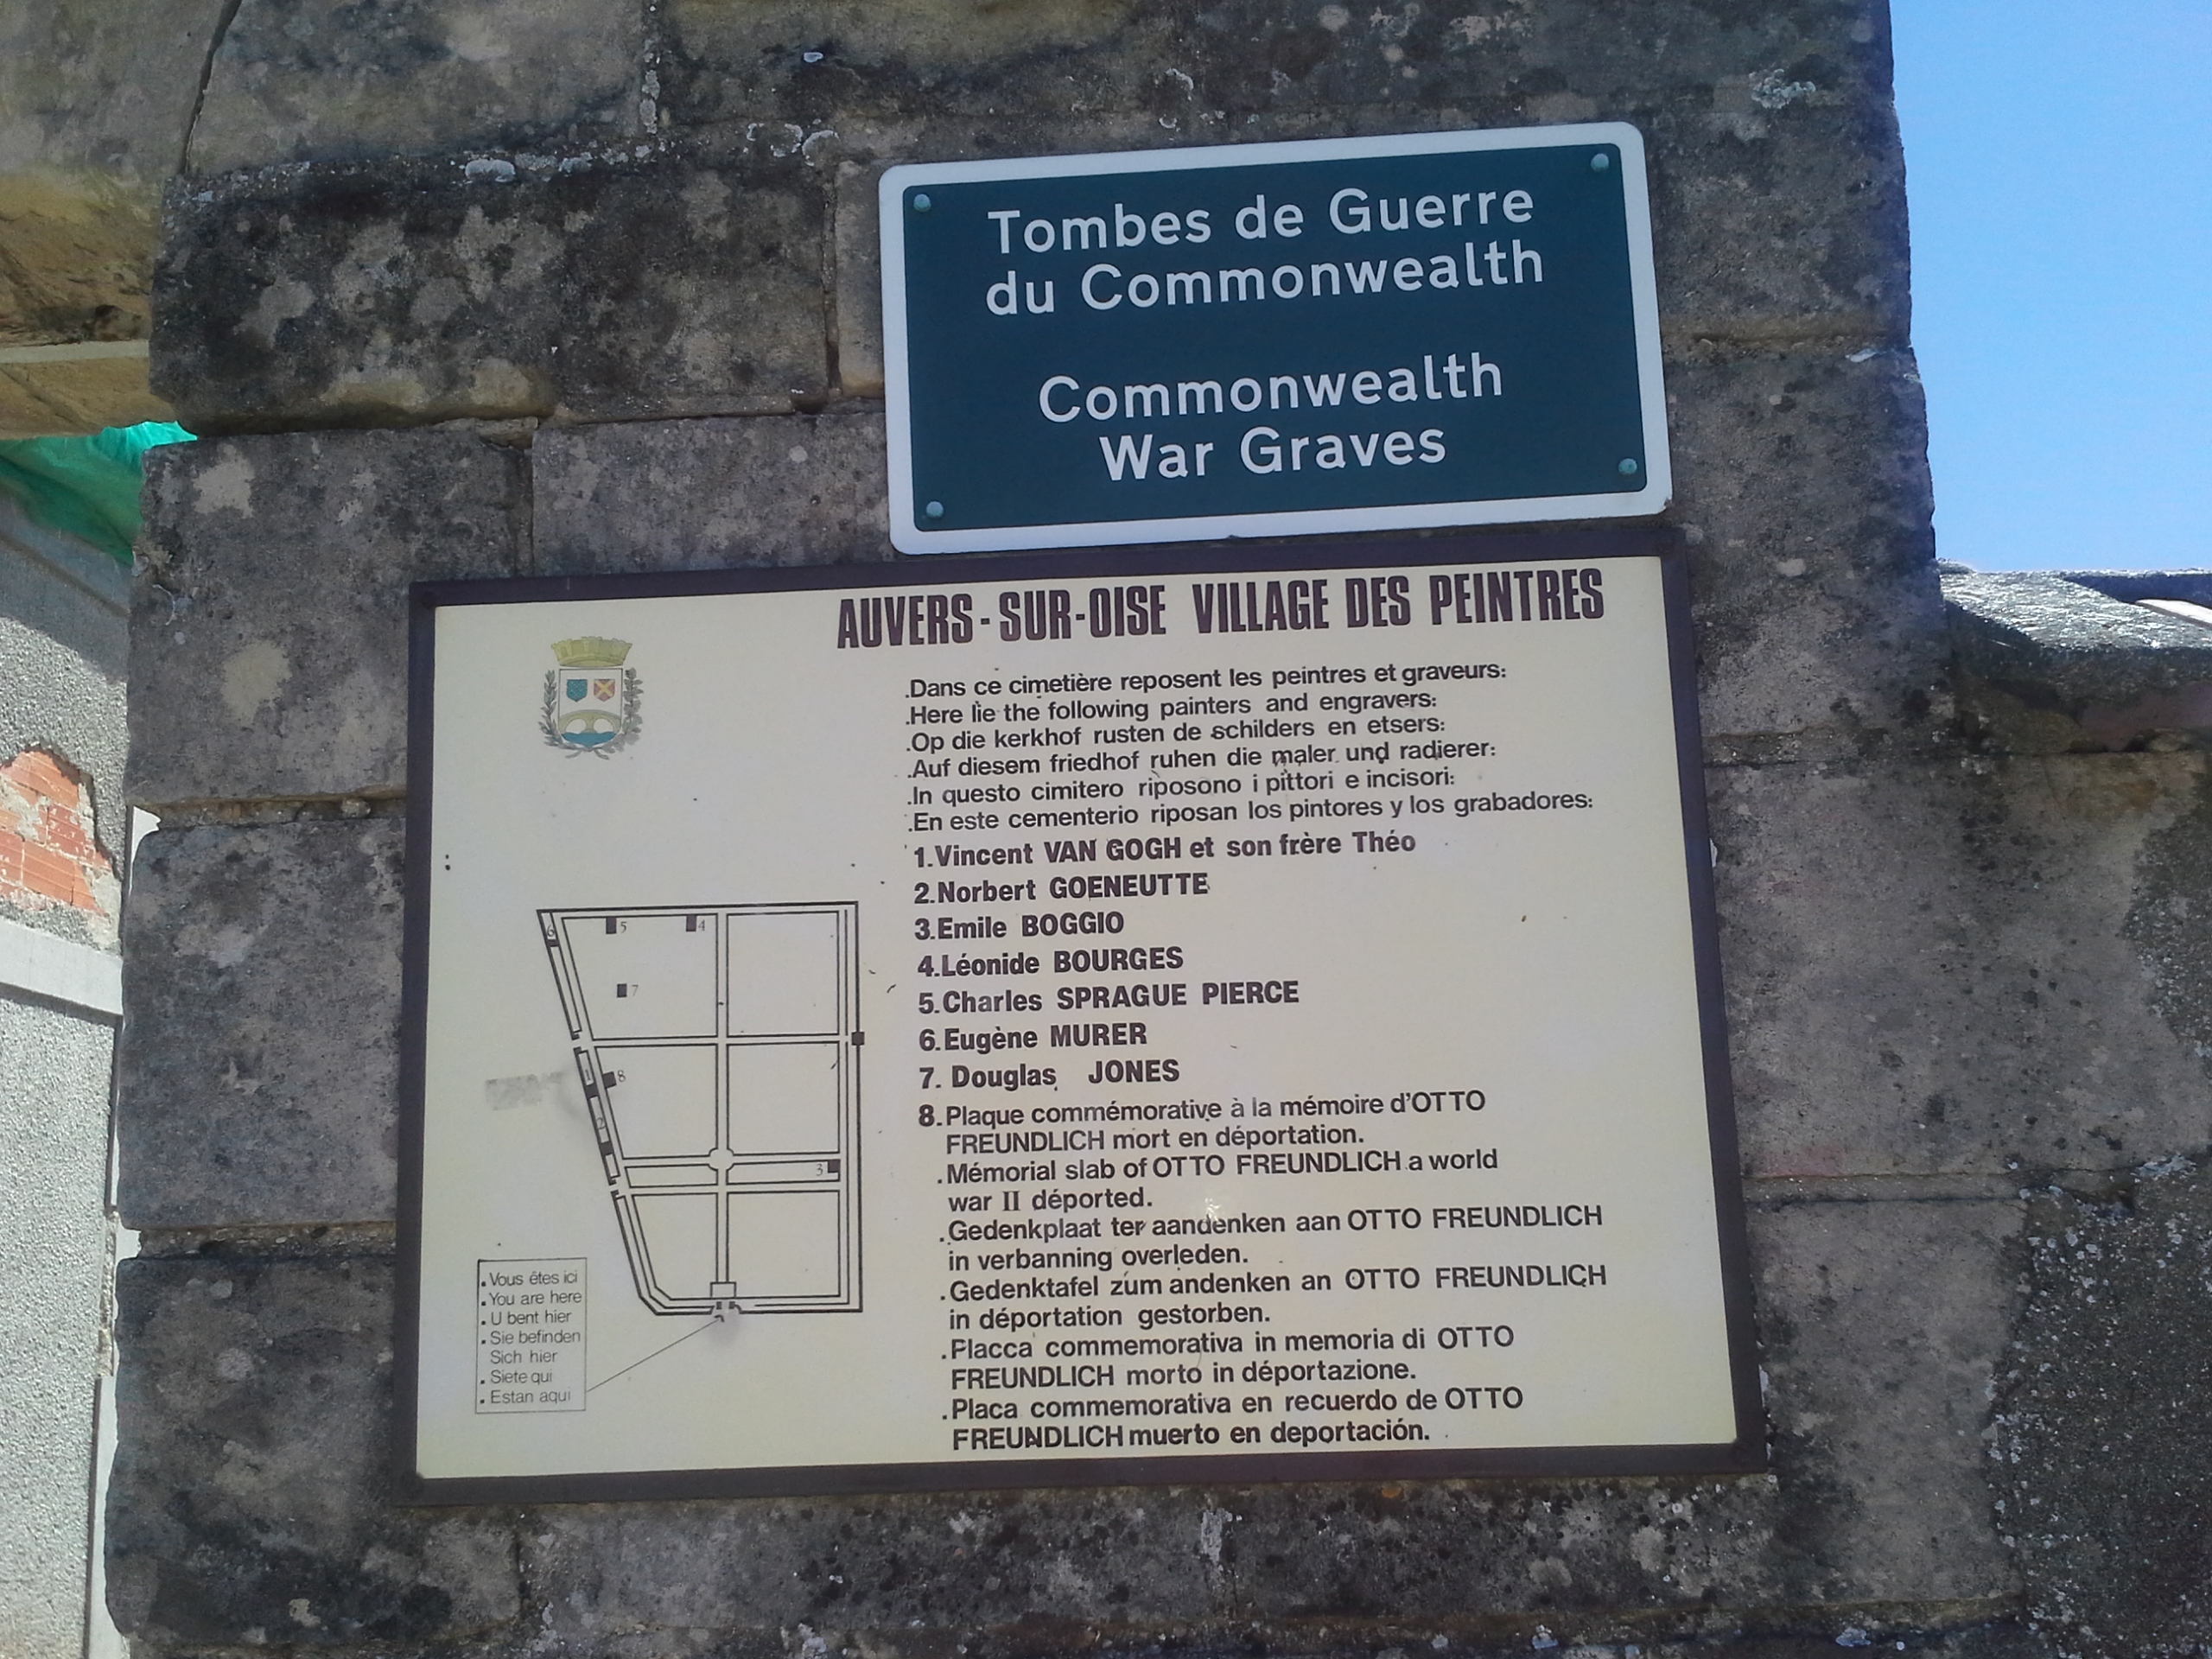 Tombes de Guerre
du Commonwealth
Commonwealth
War Graves
AUVERS-SUR-OISE VILLAGE DES PEINTRES
.Dans ce cimetière reposent les peintres et graveurs:
.Here lie the following painters and engravers:
.Op die kerkhof rusten de schilders en etsers:
.Auf diesem friedhof ruhen die maler und radierer:
.In questo cimitero riposono i pittori e incisori:
.En este cementerio riposan los pintores y los grabadores:
1.Vincent VAN GOGH et son frère Théo
2.Norbert GOENEUTTE
3.Emile BOGGIO
4.Léonide BOURGES
5.Charles SPRAGUE PIERCE
6.Eugène MURER
7. Douglas JONES
8.Plaque commémorative à la mémoire d'OTTO
FREUNDLICH mort en déportation.
.Mémorial slab of OTTO FREUNDLICH a world
war II déported.
.Gedenkplaat ter aandenken aan OTTO FREUNDLICH
in verbanning overleden.
.Gedenktafel zum andenken an OTTO FREUNDLICH
in déportation gestorben.
.Placca commemorativa in memoria di OTTO
FREUNDLICH morto in déportazione.
.Placa commemorativa en recuerdo de OTTO
FREUNDLICH muerto en deportación.
6
5
4
7
1
8
2
3
.Vous êtes ici
.You are here
.U bent hier
.Sie befinden
Sich hier
.Siete qui
.Estan aqui